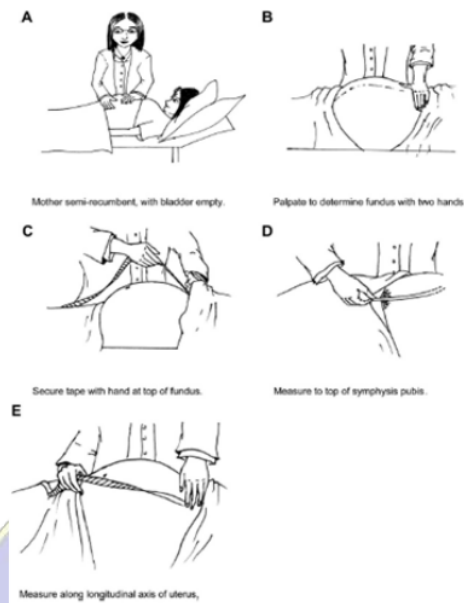 A
B
Mother semi-recumbent, with bladder empty.
Palpate to determine fundus with two hands
C
D
Secure tape with hand at top of fundus.
Measure to top of symphysis pubis.
E
Measure along longitudinal axis of uterus,